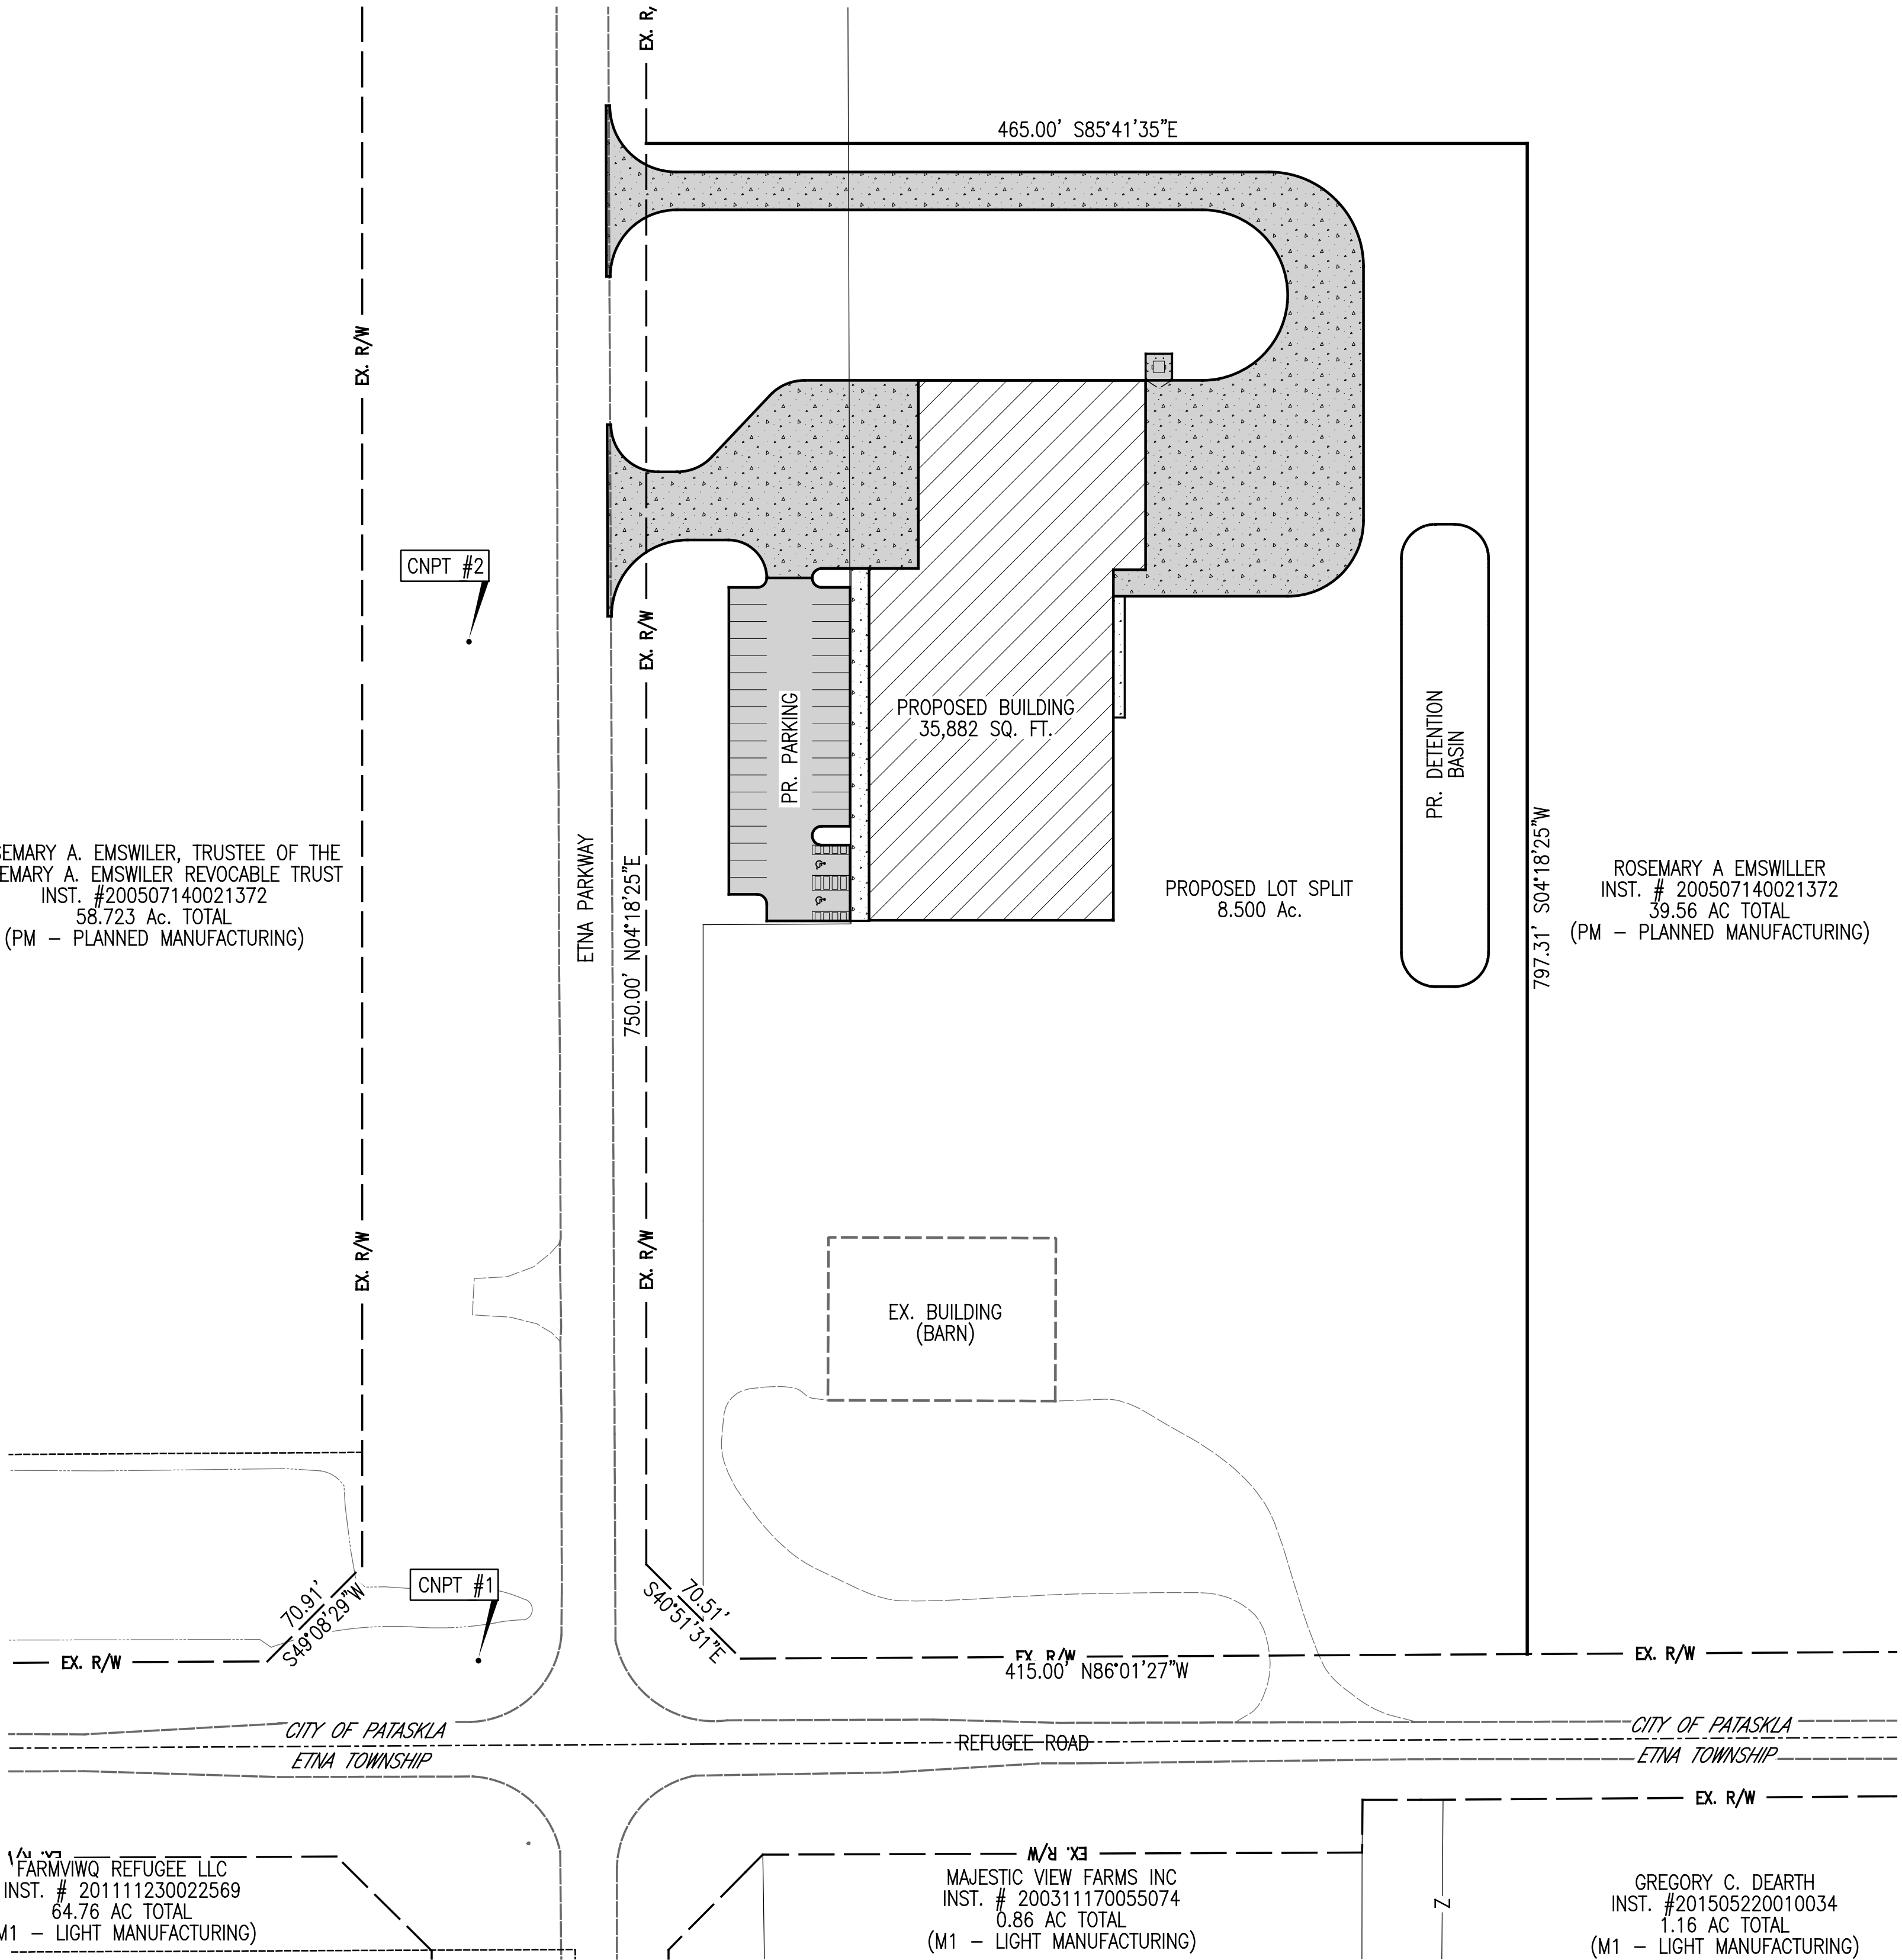 EX. R/
465.00' S85°41'35"E
EX. R/W
CNPT #2
EX. R/W
PR. PARKING
PROPOSED BUILDING
35,882 SQ. FT.
PR. DETENTION
BASIN
ETNA PARKWAY
750.00' N04°18'25"E
797.31' S04°18'25"W
EMARY A. EMSWILER, TRUSTEE OF THE
EMARY A. EMSWILER REVOCABLE TRUST
INST. #200507140021372
58.723 Ac. TOTAL
(PM – PLANNED MANUFACTURING)
PROPOSED LOT SPLIT
8.500 Ac.
ROSEMARY A EMSWILLER
INST. # 200507140021372
39.56 AC TOTAL
(PM – PLANNED MANUFACTURING)
EX. R/W
EX. R/W
EX. BUILDING
(BARN)
CNPT #1
70.91'
S49°08'29"W
70.51'
S40°51'31"E
EX. R/W
EX. R/W
415.00' N86°01'27"W
EX. R/W
CITY OF PATASKLA
ETNA TOWNSHIP
REFUGEE ROAD
CITY OF PATASKLA
ETNA TOWNSHIP
EX. R/W
EX. R/W
FARMVIWQ REFUGEE LLC
INST. # 201111230022569
64.76 AC TOTAL
M1 – LIGHT MANUFACTURING)
EX. R/W
MAJESTIC VIEW FARMS INC
INST. # 200311170055074
0.86 AC TOTAL
(M1 – LIGHT MANUFACTURING)
Z
GREGORY C. DEARTH
INST. #201505220010034
1.16 AC TOTAL
(M1 – LIGHT MANUFACTURING)